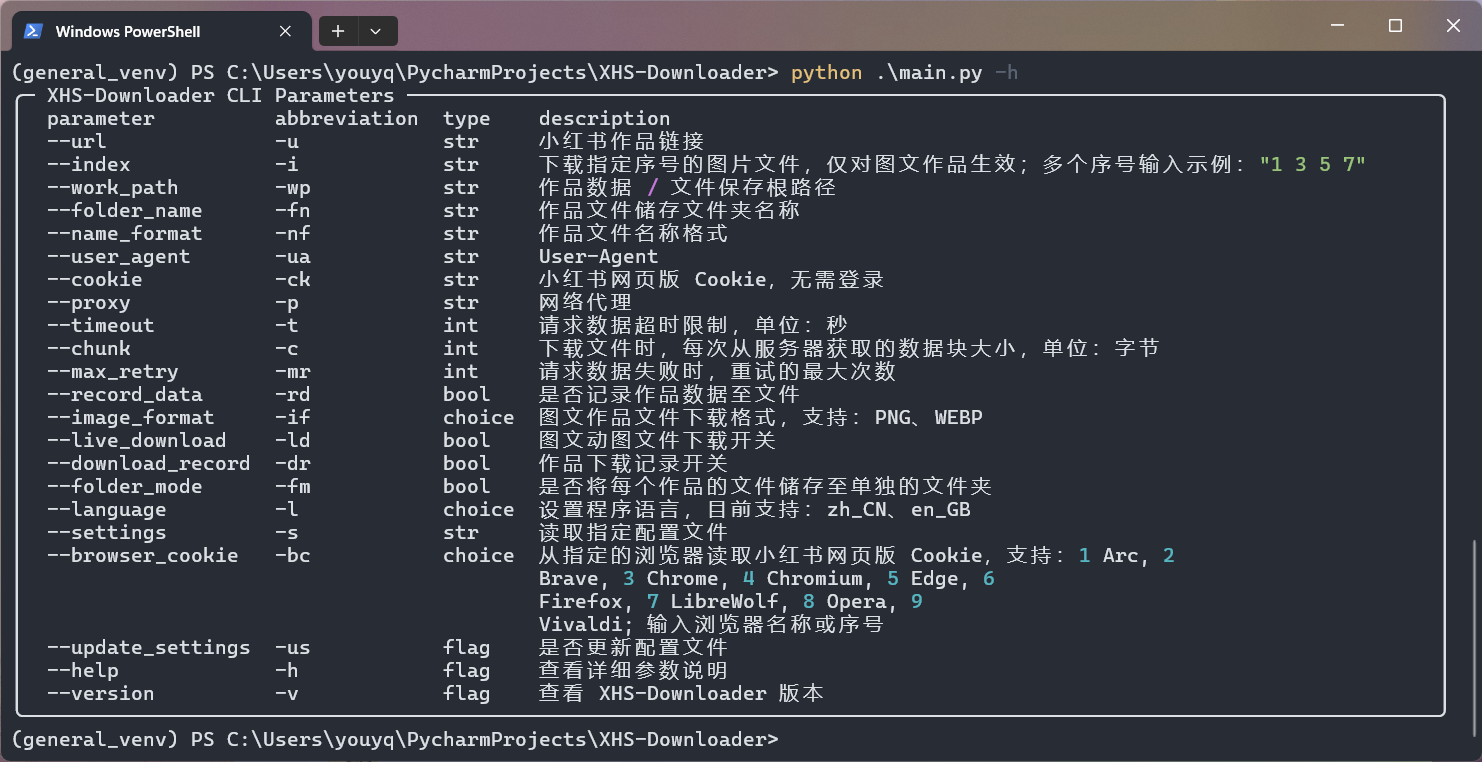 Windows PowerShell
(general_venv) PS C:\Users\youyq\PycharmProjects\XHS-Downloader> python .\main.py -h
XHS-Downloader CLI Parameters
parameter abbreviation type description
--url -u str 小红书作品链接
--index -i str 下载指定序号的图片文件，仅对图文作品生效；多个序号输入示例："1 3 5 7"
--work_path -wp str 作品数据 / 文件保存根路径
--folder_name -fn str 作品文件储存文件夹名称
--name_format -nf str 作品文件名称格式
--user_agent -ua str User-Agent
--cookie -ck str 小红书网页版 Cookie，无需登录
--proxy -p str 网络代理
--timeout -t int 请求数据超时限制，单位：秒
--chunk -c int 下载文件时，每次从服务器获取的数据块大小，单位：字节
--max_retry -mr int 请求数据失败时，重试的最大次数
--record_data -rd bool 是否记录作品数据至文件
--image_format -if choice 图文作品文件下载格式，支持：PNG、WEBP
--live_download -ld bool 图文动图文件下载开关
--download_record -dr bool 作品下载记录开关
--folder_mode -fm bool 是否将每个作品的文件储存至单独的文件夹
--language -l choice 设置程序语言，目前支持：zh_CN、en_GB
--settings -s str 读取指定配置文件
--browser_cookie -bc choice 从指定的浏览器读取小红书网页版 Cookie，支持：1 Arc, 2
Brave, 3 Chrome, 4 Chromium, 5 Edge, 6
Firefox, 7 LibreWolf, 8 Opera, 9
Vivaldi; 输入浏览器名称或序号
--update_settings -us flag 是否更新配置文件
--help -h flag 查看详细参数说明
--version -v flag 查看 XHS-Downloader 版本
(general_venv) PS C:\Users\youyq\PycharmProjects\XHS-Downloader>